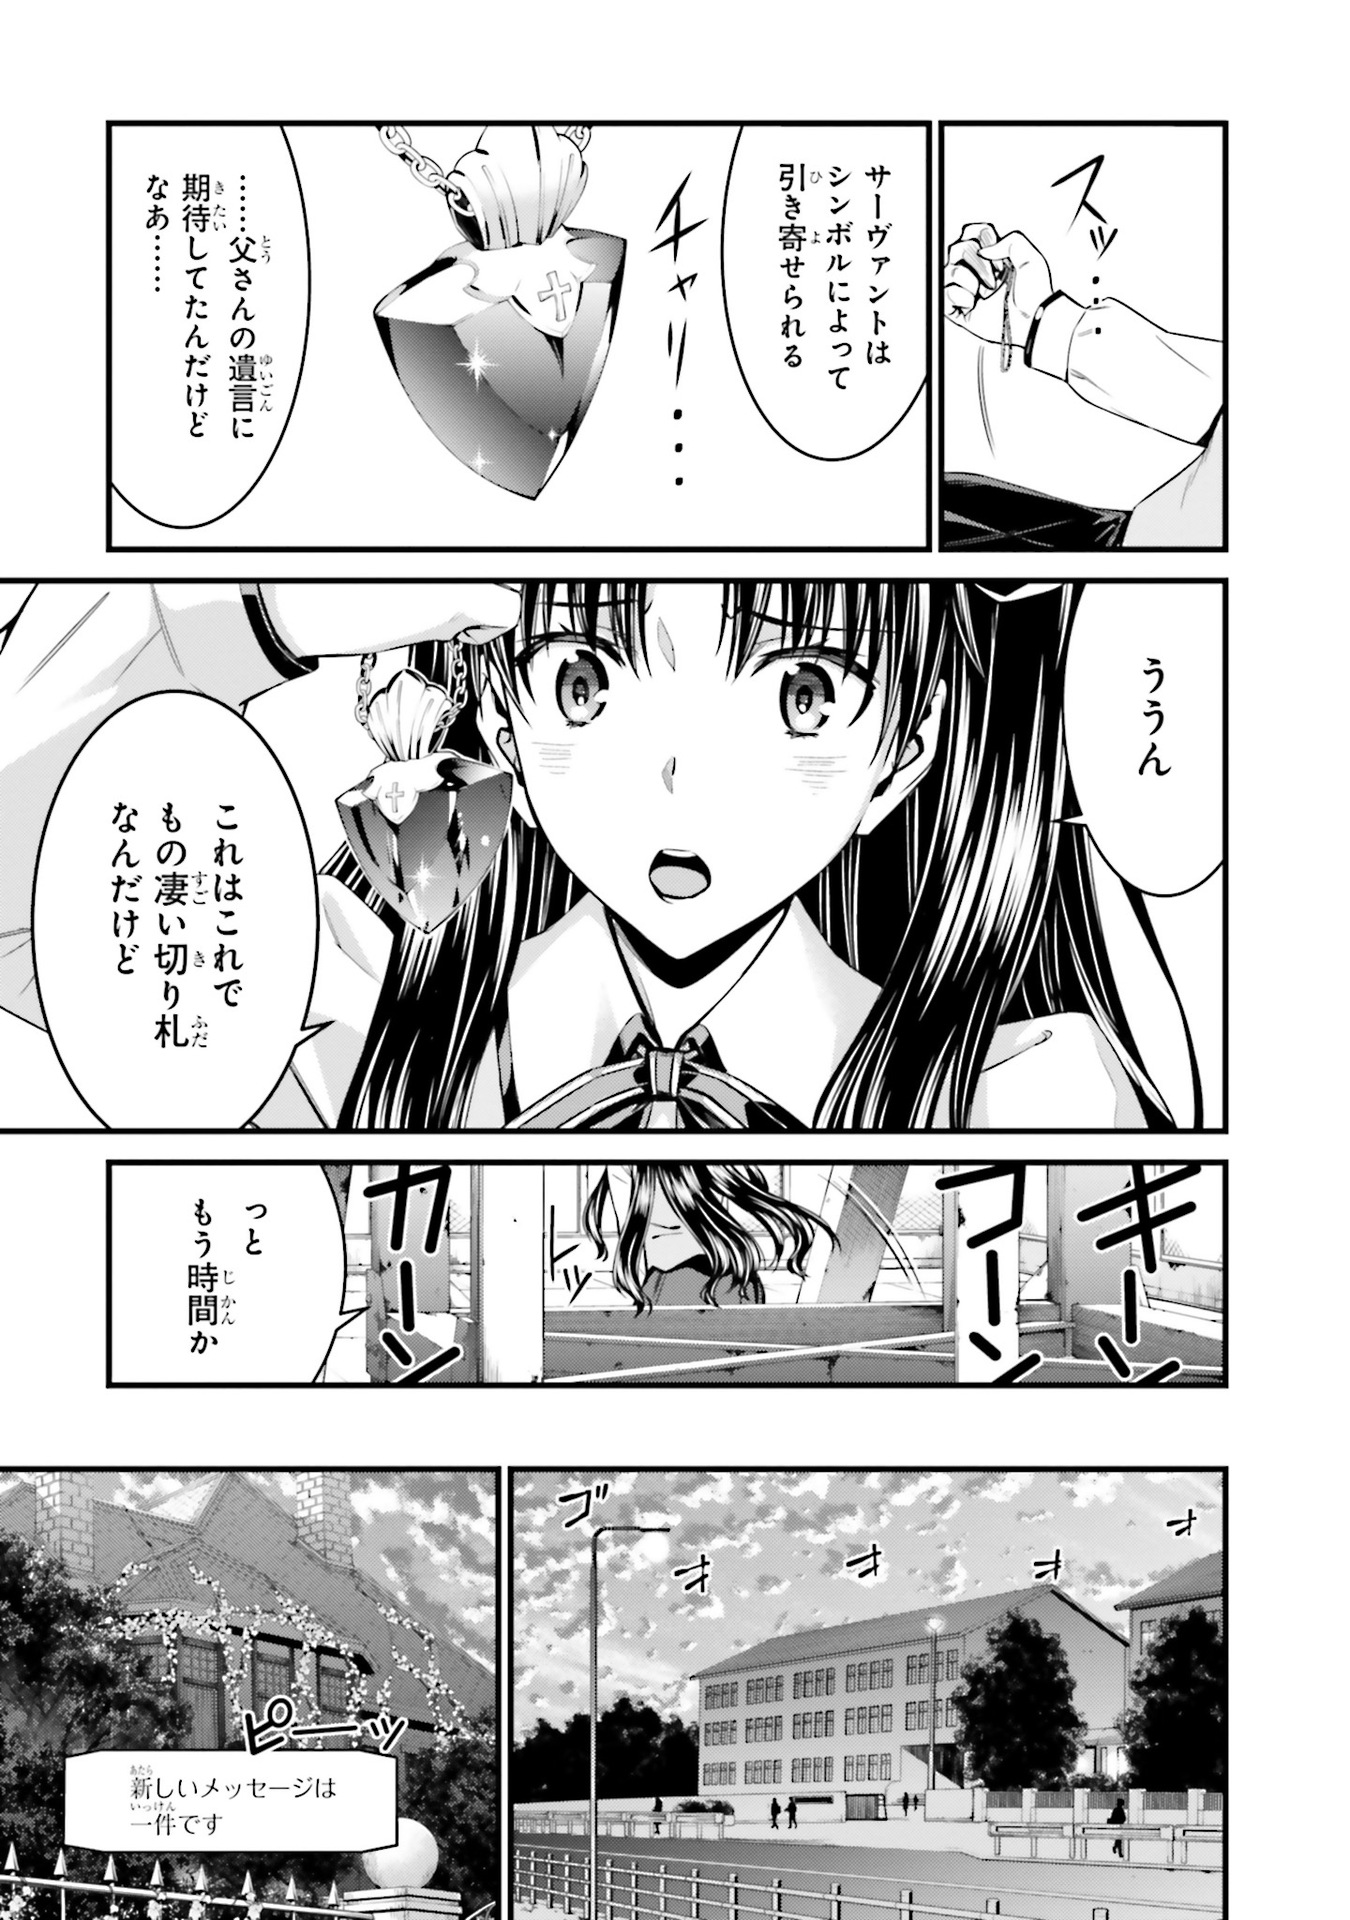 スッ・・・
サーヴァントは
シンボルによって
引き寄せられる
チャ・・・・
……父さんの遺言に
期待してたんだけど
なあ……
ううん
これはこれで
もの凄い切り札
なんだけど
キーン
コーン
カーン
っと
もう時間か
ゴォォォォ
ピーーッ
新しいメッセージは
一件です